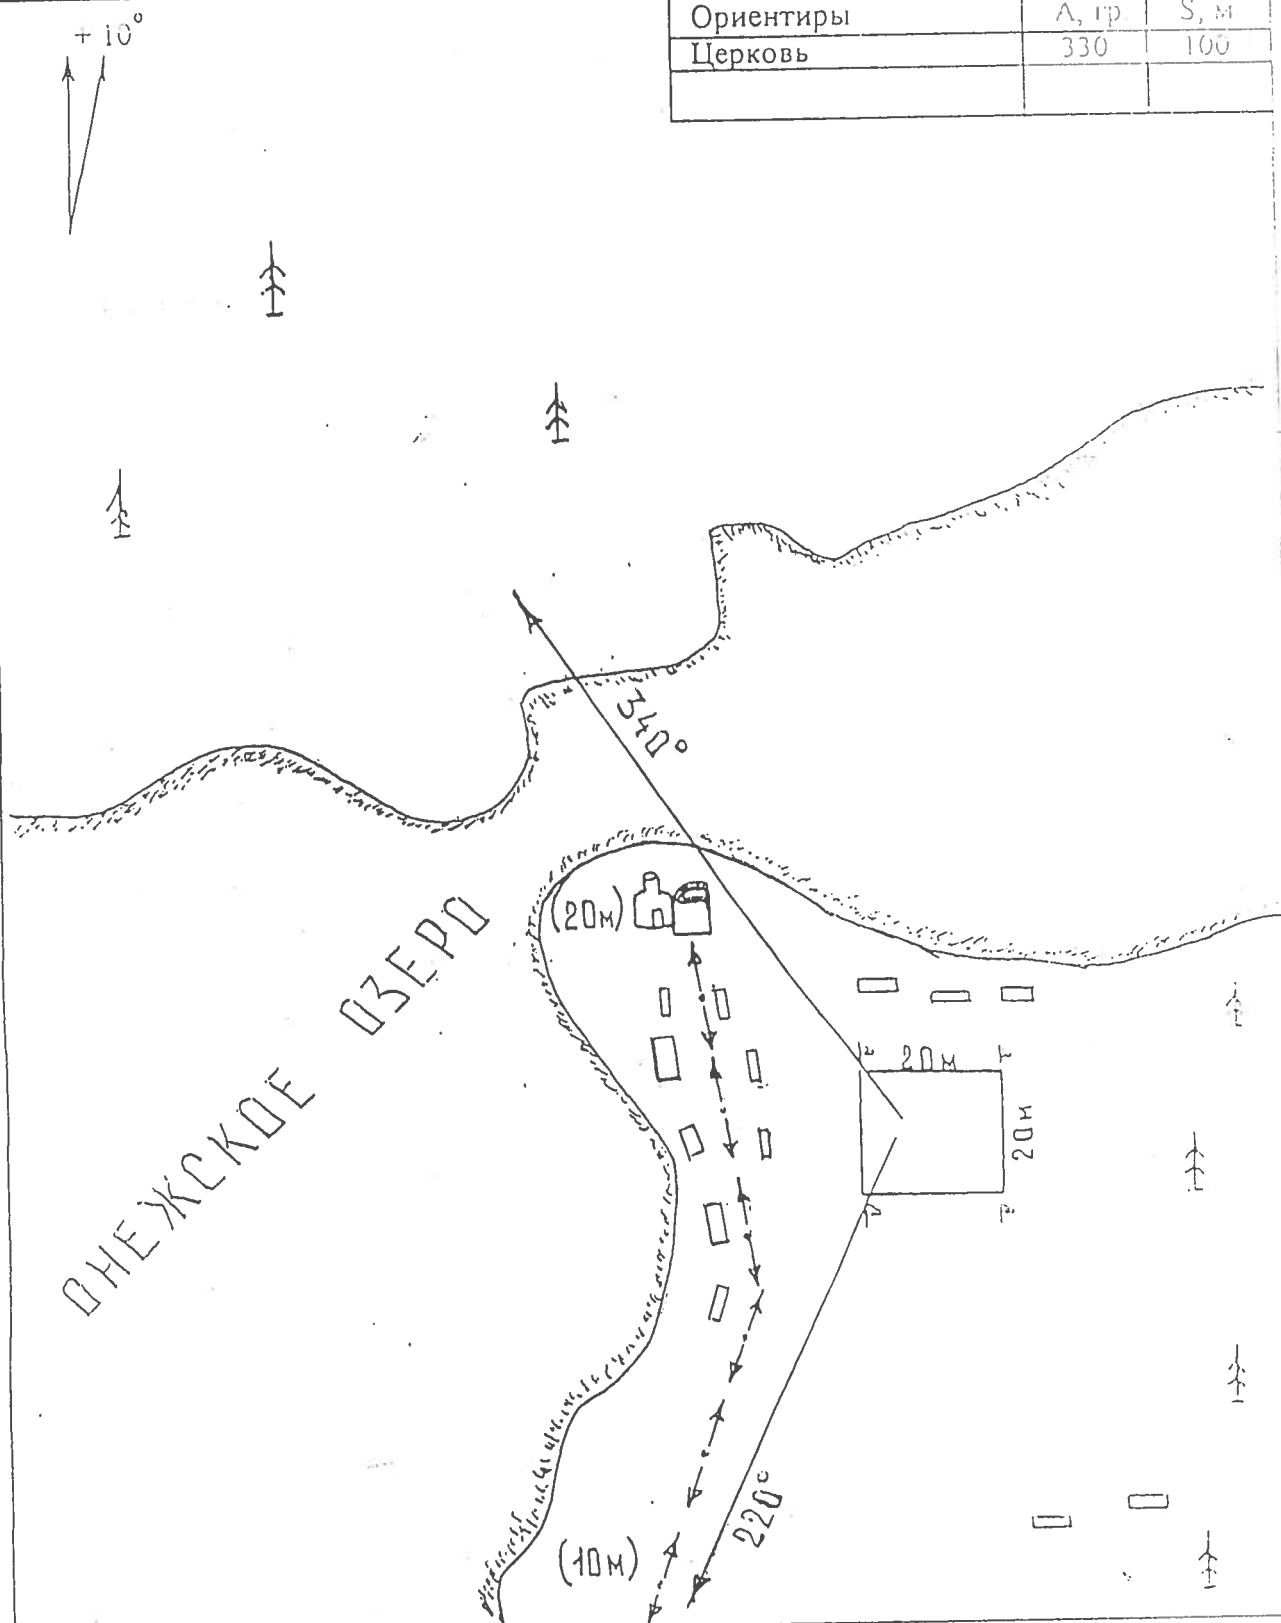 +10°
Ориентиры А, гр. S, м
Церковь 330 100
340°
(20м)
ОНЕЖСКОЕ ОЗЕРО
20м
20м
220°
(10м)